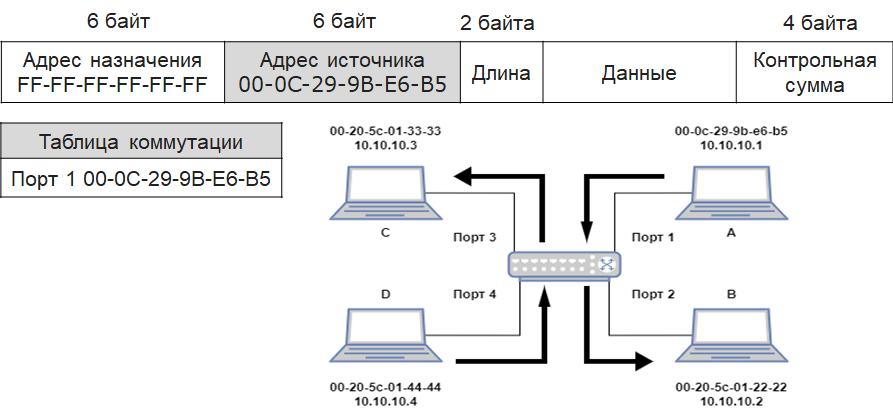 6 байт
6 байт
2 байта
4 байта
Адрес назначения
FF-FF-FF-FF-FF-FF
Адрес источника
00-0C-29-9B-E6-B5
Длина
Данные
Контрольная
сумма
Таблица коммутации
Порт 1 00-0C-29-9B-E6-B5
00-20-5c-01-33-33
10.10.10.3
00-0c-29-9b-e6-b5
10.10.10.1
C
Порт 3
Порт 1
A
D
Порт 4
Порт 2
B
00-20-5c-01-44-44
10.10.10.4
00-20-5c-01-22-22
10.10.10.2